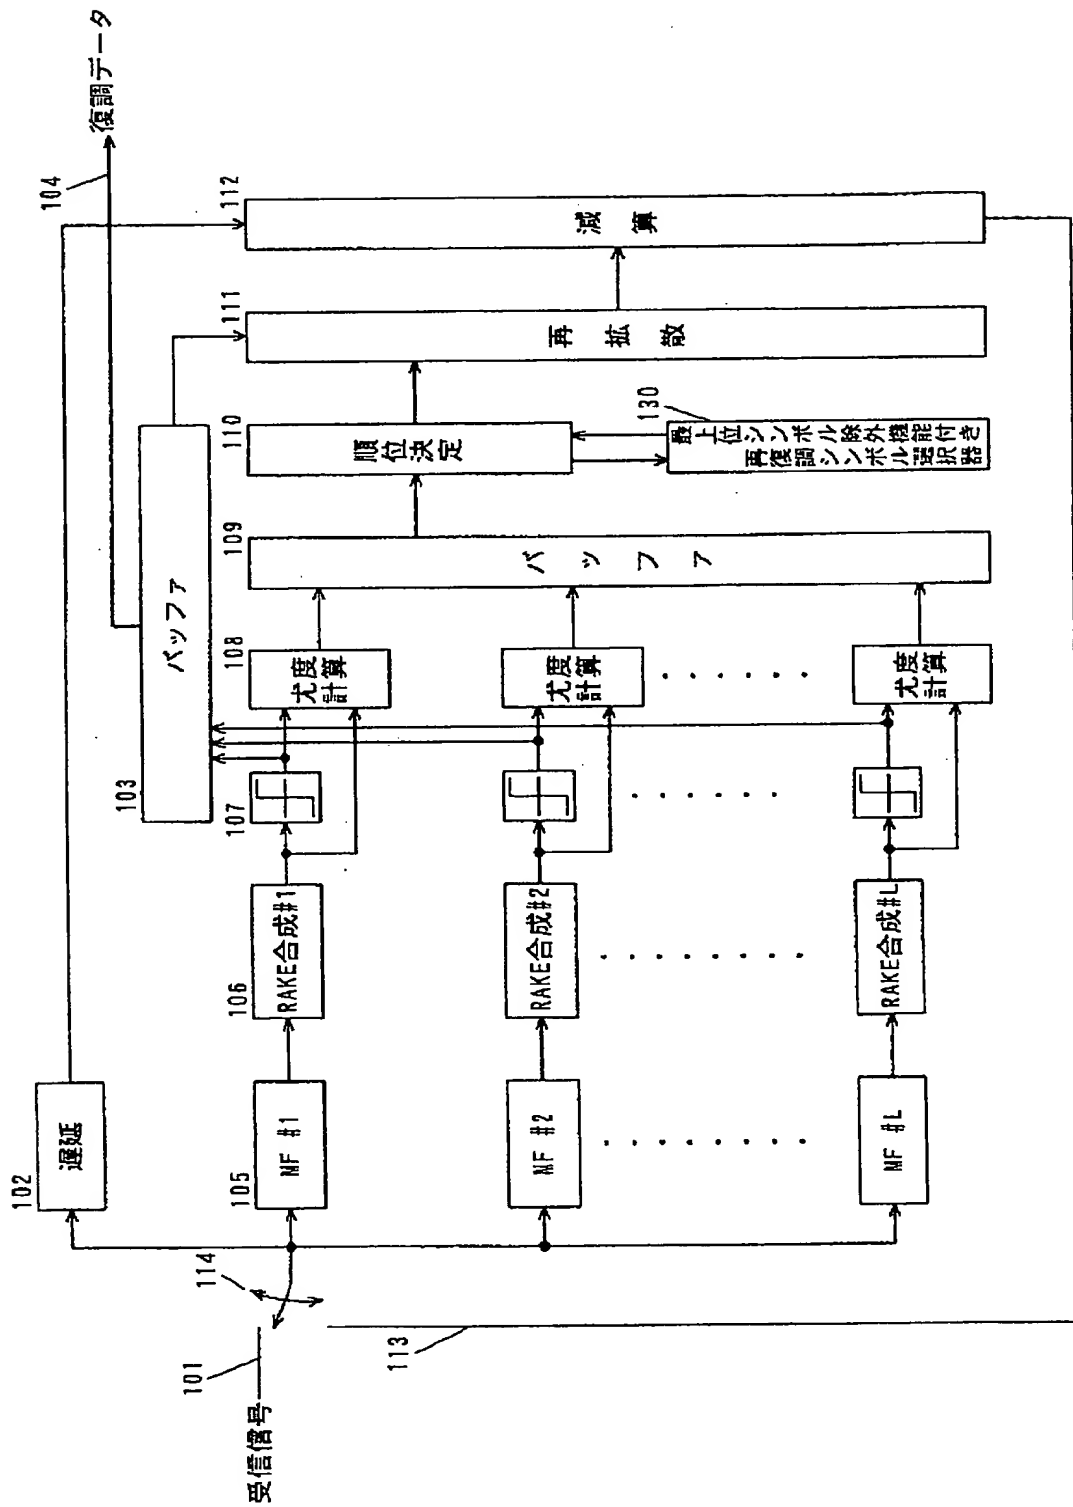 受信信号
101
114
113
102
遅延
105
MF #1
MF #2
MF #L
106
RAKE合成#1
RAKE合成#2
RAKE合成#L
107
103
バッファ
108
尤度
計算
尤度
計算
尤度
計算
109
バッファ
110
順位決定
130
最上位シンボル除外機能付き
再復調シンボル選択器
111
再拡散
112
減算
104
復調データ